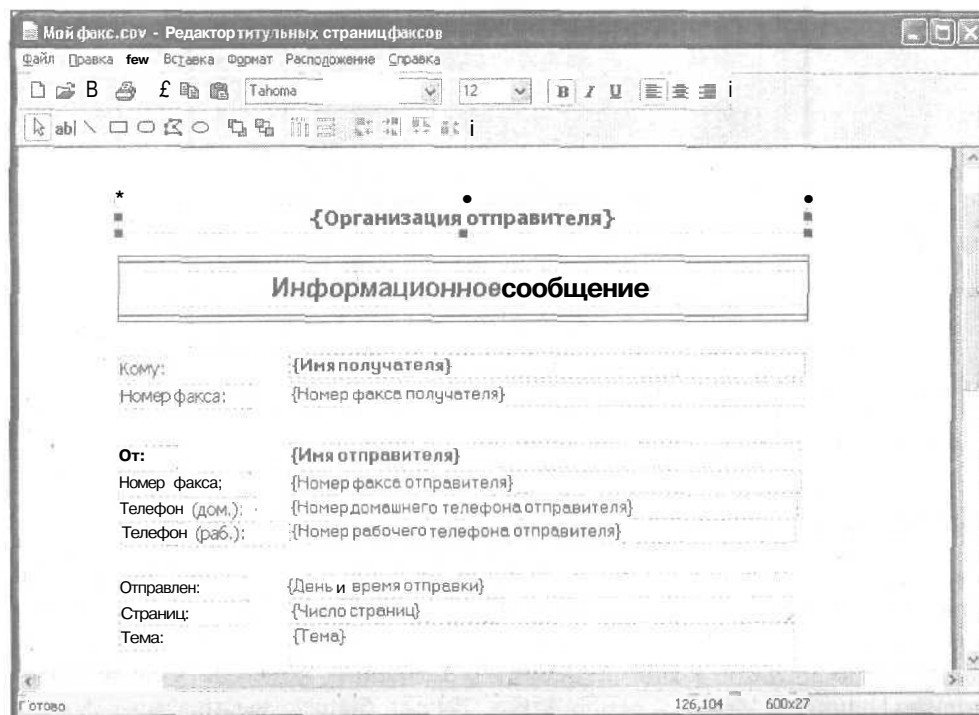 Мой факс.cov - Редактор титульных страниц факсов
Файл Правка few Вставка Формат Расположение Справка
В £ Tahoma 12 B I U i
ab| i
*
{Организация отправителя}
Информационное сообщение
Кому: {Имя получателя}
Номер факса: {Номер факса получателя}
От: {Имя отправителя}
Номер факса; {Номер факса отправителя}
Телефон (дом.): {Номер домашнего телефона отправителя}
Телефон (раб.): {Номер рабочего телефона отправителя}
Отправлен: {День и время отправки}
Страниц: {Число страниц}
Тема: {Тема}
Готово 126,104 600x27